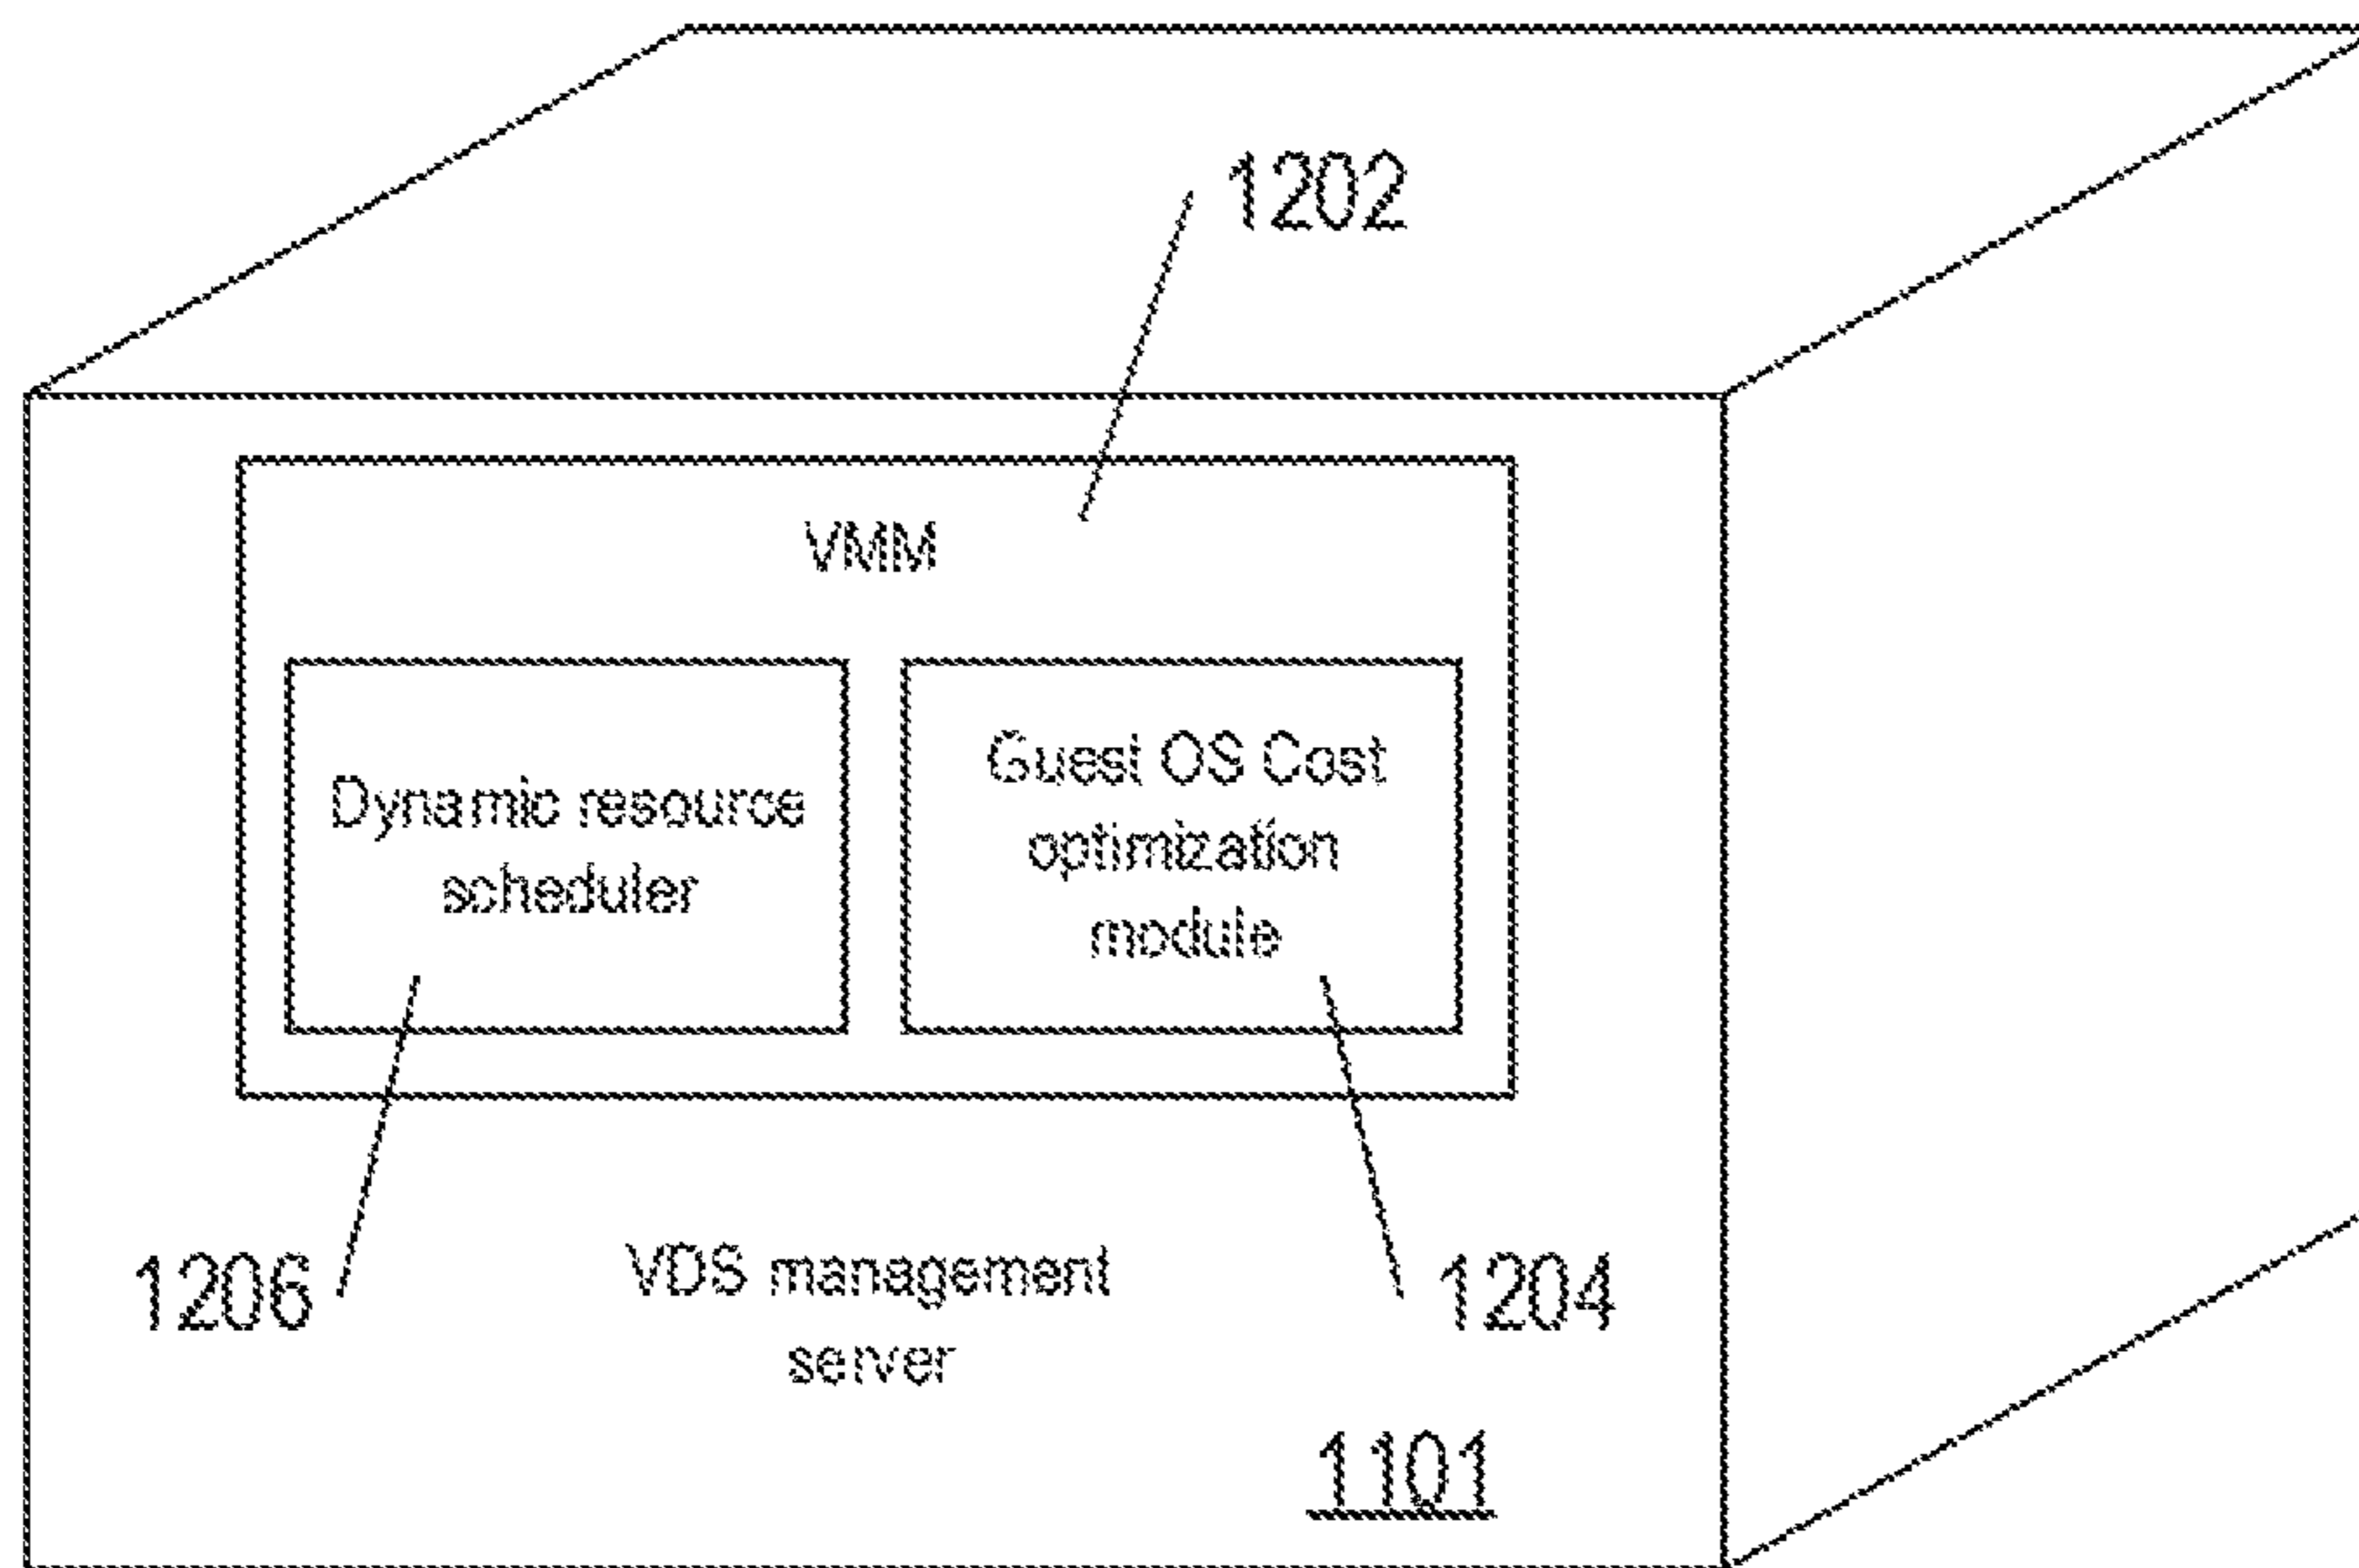 1202
VMM
Dynamic resource
scheduler
Guest OS Cost
optimization
module
1206
VDS management
server
1204
1101